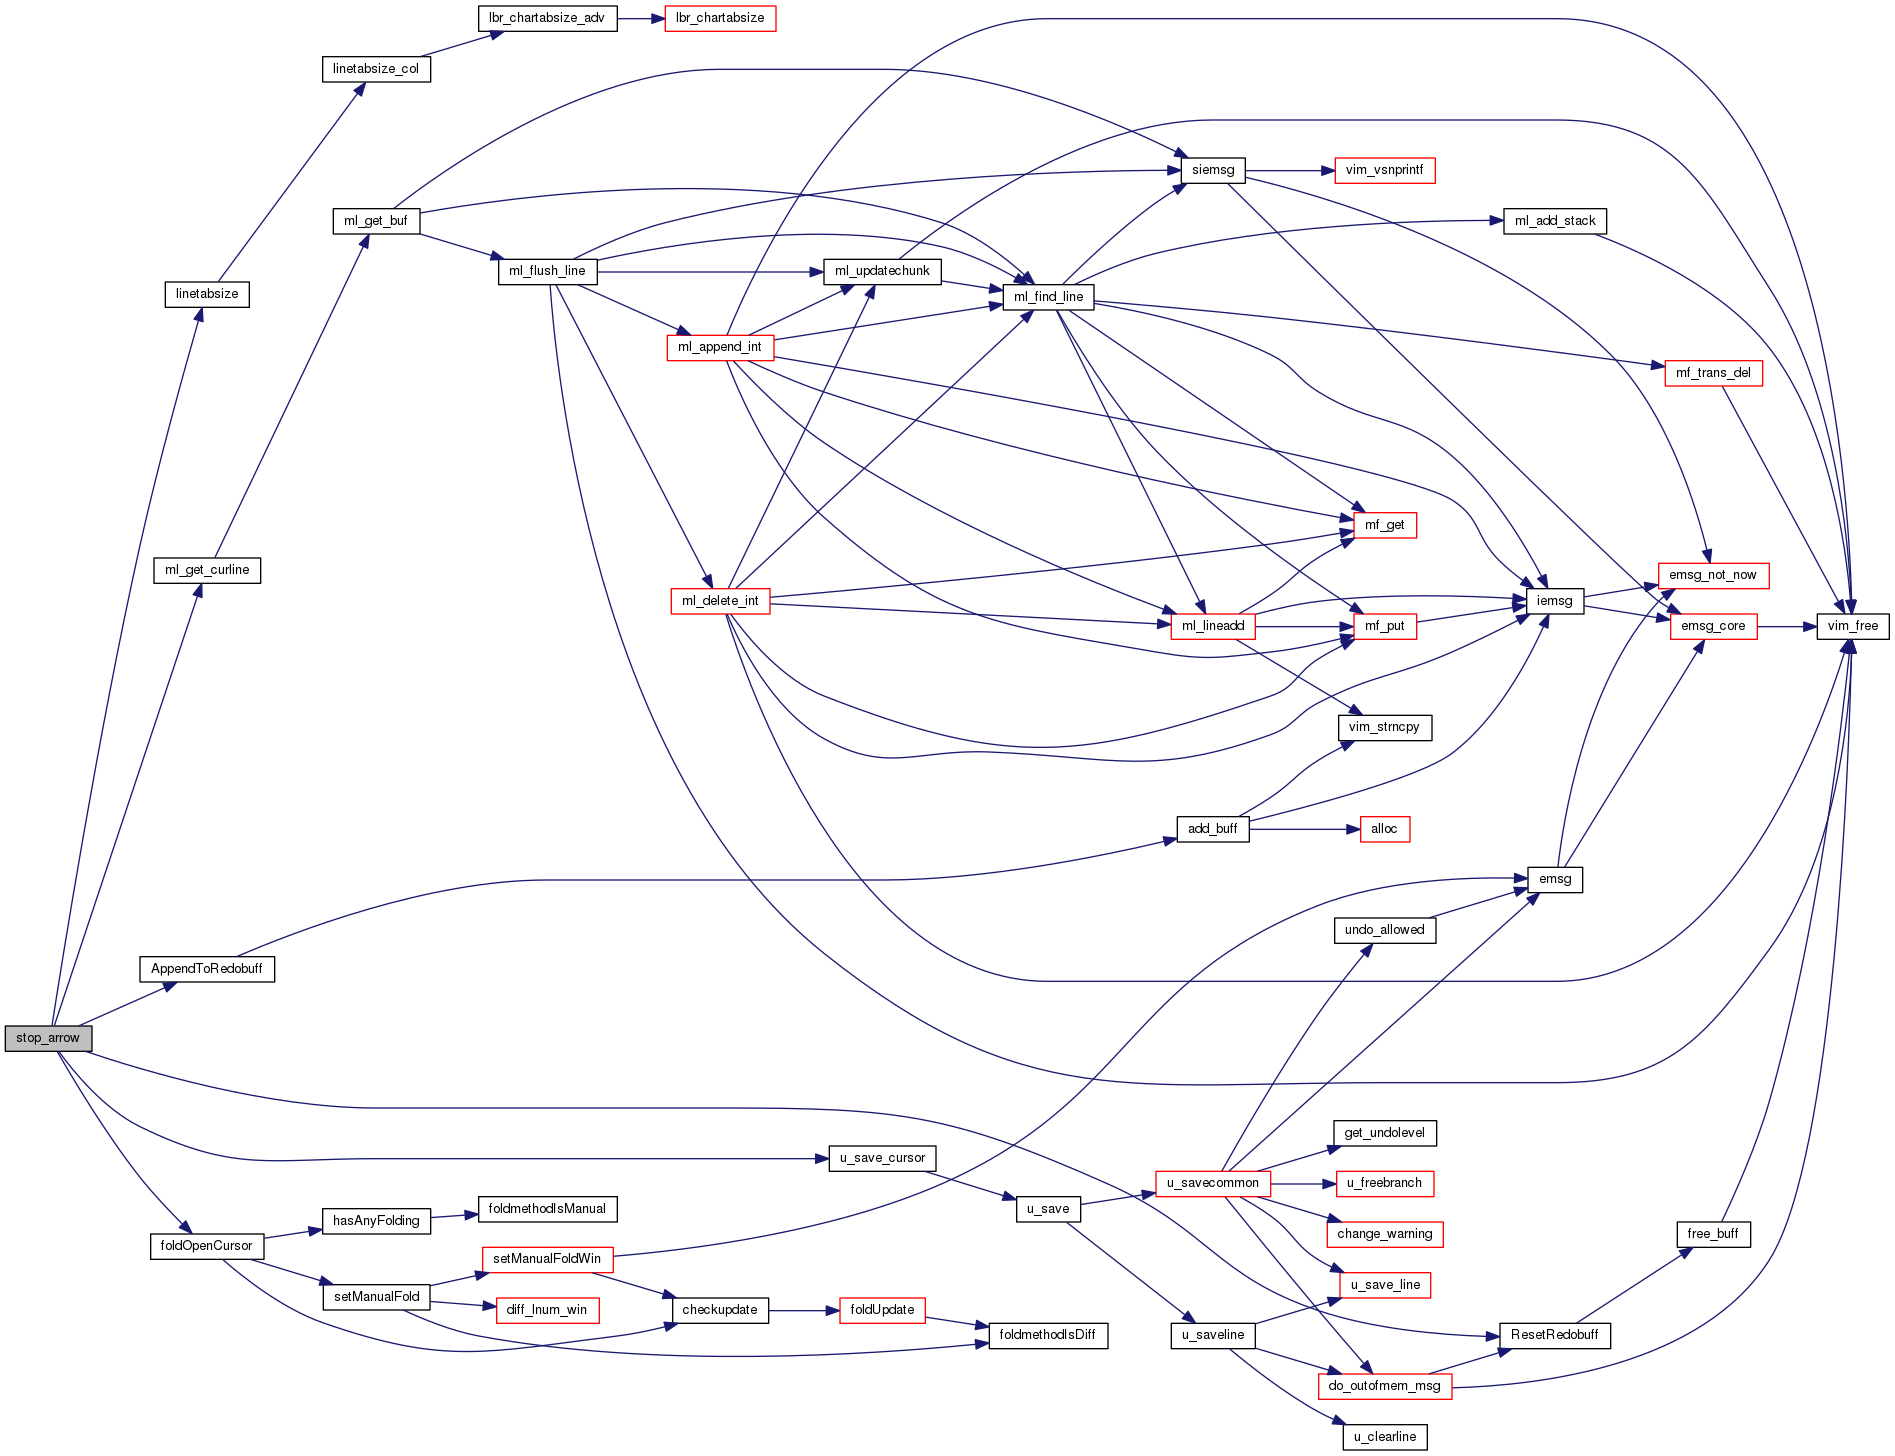 lbr_chartabsize_adv
lbr_chartabsize
linetabsize_col
siemsg
vim_vsnprintf
ml_get_buf
ml_add_stack
ml_flush_line
ml_updatechunk
linetabsize
ml_find_line
ml_append_int
mf_trans_del
mf_get
ml_get_curline
emsg_not_now
ml_delete_int
iemsg
ml_lineadd
mf_put
emsg_core
vim_free
vim_strncpy
add_buff
alloc
emsg
undo_allowed
AppendToRedobuff
stop_arrow
get_undolevel
u_save_cursor
u_savecommon
u_freebranch
foldmethodIsManual
u_save
hasAnyFolding
change_warning
free_buff
foldOpenCursor
setManualFoldWin
u_save_line
setManualFold
diff_lnum_win
checkupdate
foldUpdate
foldmethodIsDiff
u_saveline
ResetRedobuff
do_outofmem_msg
u_clearline